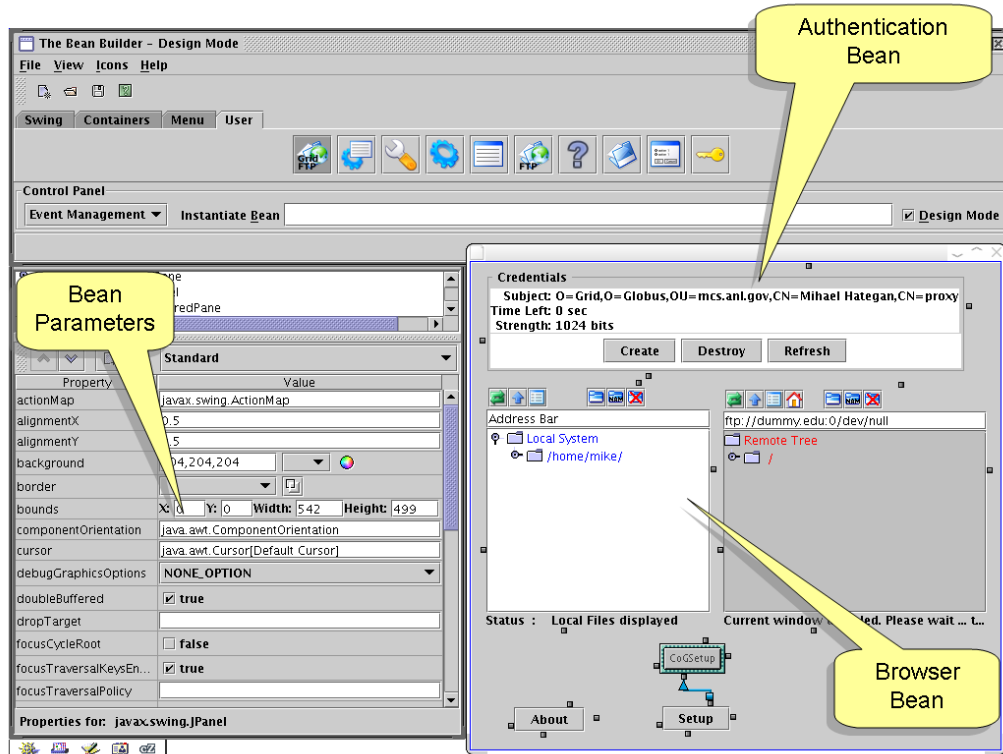 Authentication
Bean
The Bean Builder – Design Mode
File View Icons Help
Swing Containers Menu User
Grid
FTP
FTP
Control Panel
Event Management Instantiate Bean Design Mode
Bean
Parameters
Standard
Property Value
actionMap javax.swing.ActionMap
alignmentX 0.5
alignmentY
background 204,204,204
border
bounds X: Y: 0 Width: 542 Height: 499
componentOrientation java.awt.ComponentOrientation
cursor java.awt.Cursor[Default Cursor]
debugGraphicsOptions NONE_OPTION
doubleBuffered true
dropTarget
focusCycleRoot false
focusTraversalKeysEn... true
focusTraversalPolicy
Properties for: javax.swing.JPanel
Credentials
Subject: O=Grid,O=Globus,OU=mcs.anl.gov,CN=Mihael Hategan,CN=proxy
Time Left: 0 sec
Strength: 1024 bits
Create Destroy Refresh
Address Bar
Local System
/home/mike/
Status : Local Files displayed
ftp://dummy.edu:0/dev/null
Remote Tree
/
Current window Please wait ... t...
CoGSetup
About Setup
Browser
Bean